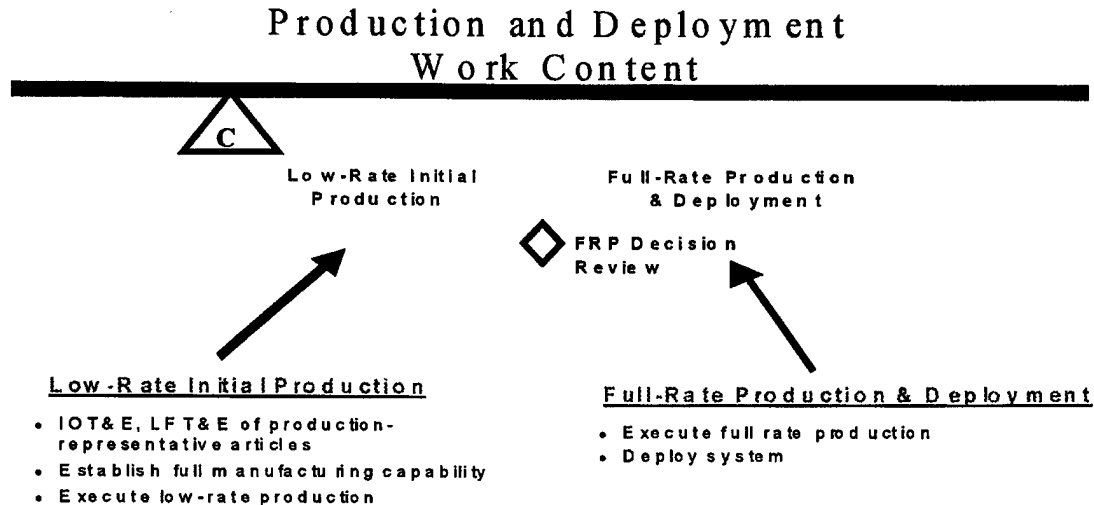 Production and Deployment
Work Content
C
Low-Rate Initial
Production
Full-Rate Production
& Deployment
FRP Decision
Review
Low-Rate Initial Production
• IOT&E, LFT&E of production-
representative articles
• Establish full manufacturing capability
• Execute low-rate production
Full-Rate Production & Deployment
• Execute full rate production
• Deploy system